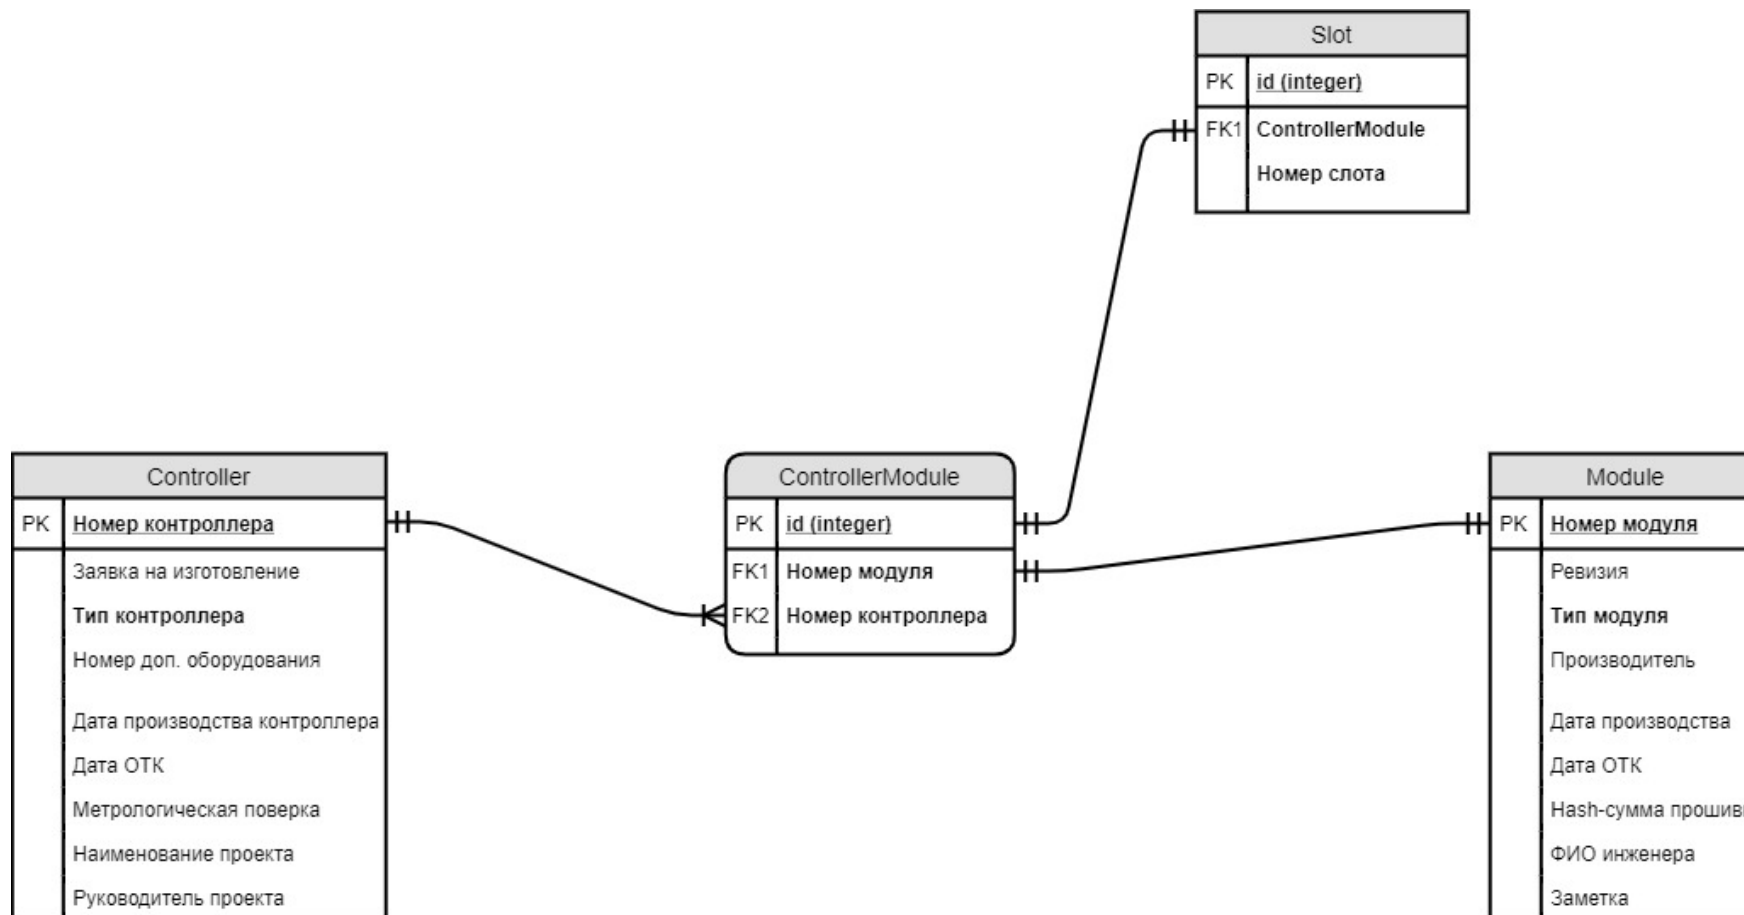 Slot
PK id (integer)
FK1 ControllerModule
Номер слота
Controller
PK Номер контроллера
Заявка на изготовление
Тип контроллера
Номер доп. оборудования
Дата производства контроллера
Дата ОТК
Метрологическая поверка
Наименование проекта
Руководитель проекта
ControllerModule
PK id (integer)
FK1 Номер модуля
FK2 Номер контроллера
Module
PK Номер модуля
Ревизия
Тип модуля
Производитель
Дата производства
Дата ОТК
Hash-сумма
ФИО инженера
Заметка